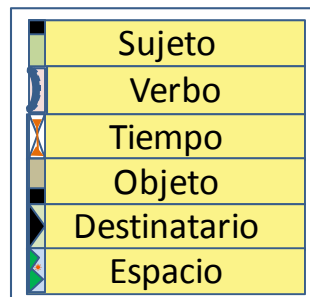 Sujeto
Verbo
Tiempo
Objeto
Destinatario
Espacio